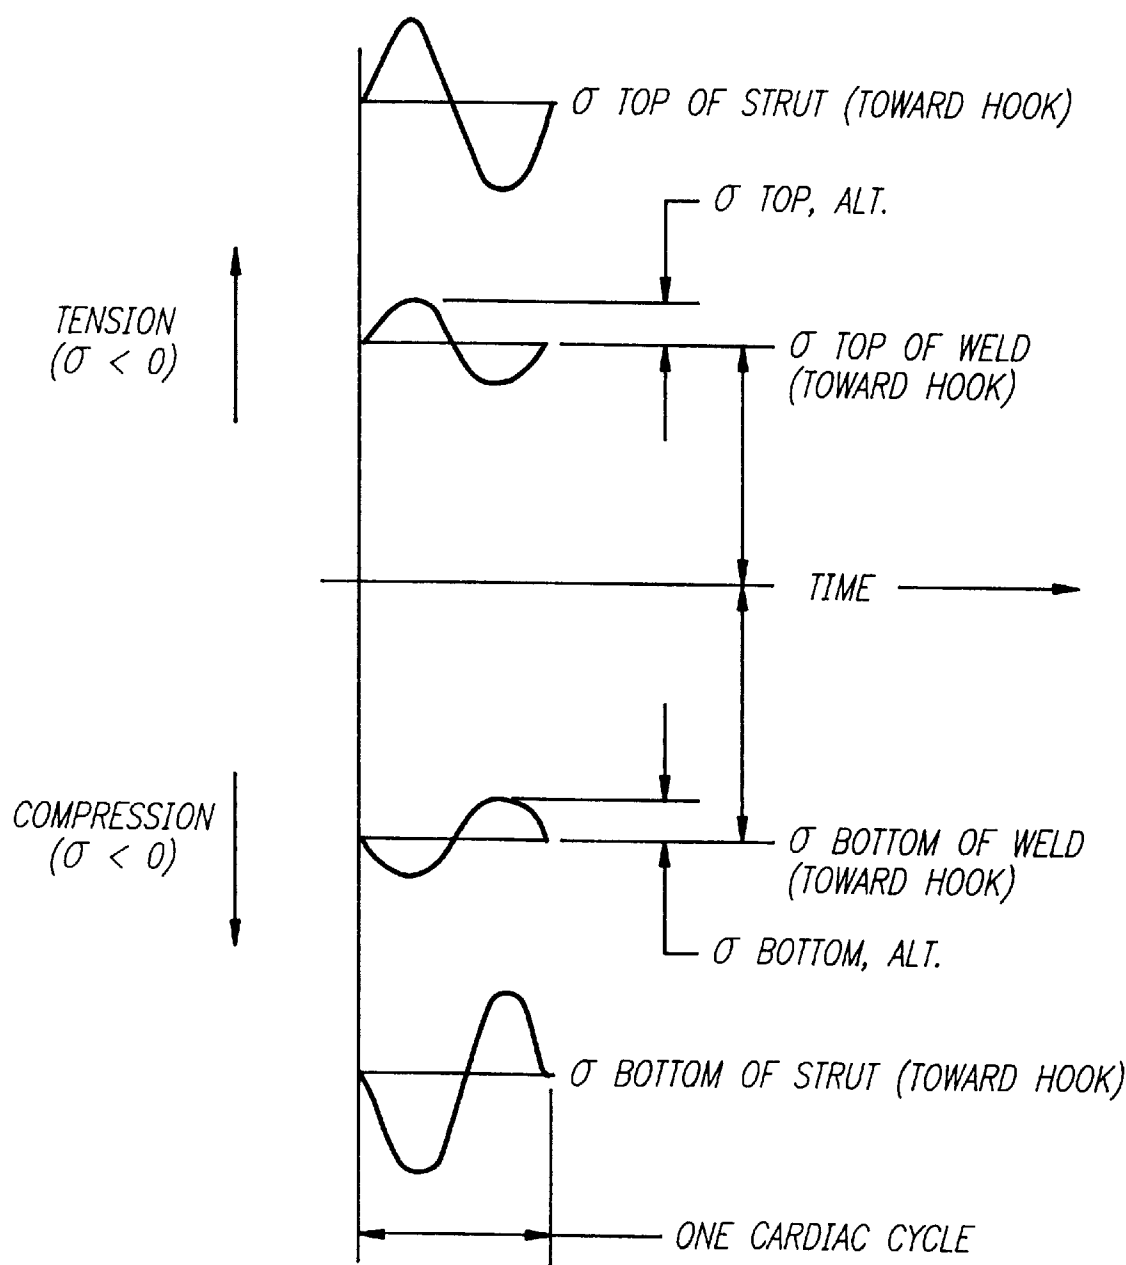 σ TOP OF STRUT (TOWARD HOOK)
σ TOP, ALT.
TENSION
(σ < 0)
σ TOP OF WELD
(TOWARD HOOK)
TIME
COMPRESSION
(σ < 0)
σ BOTTOM OF WELD
(TOWARD HOOK)
σ BOTTOM, ALT.
σ BOTTOM OF STRUT (TOWARD HOOK)
ONE CARDIAC CYCLE